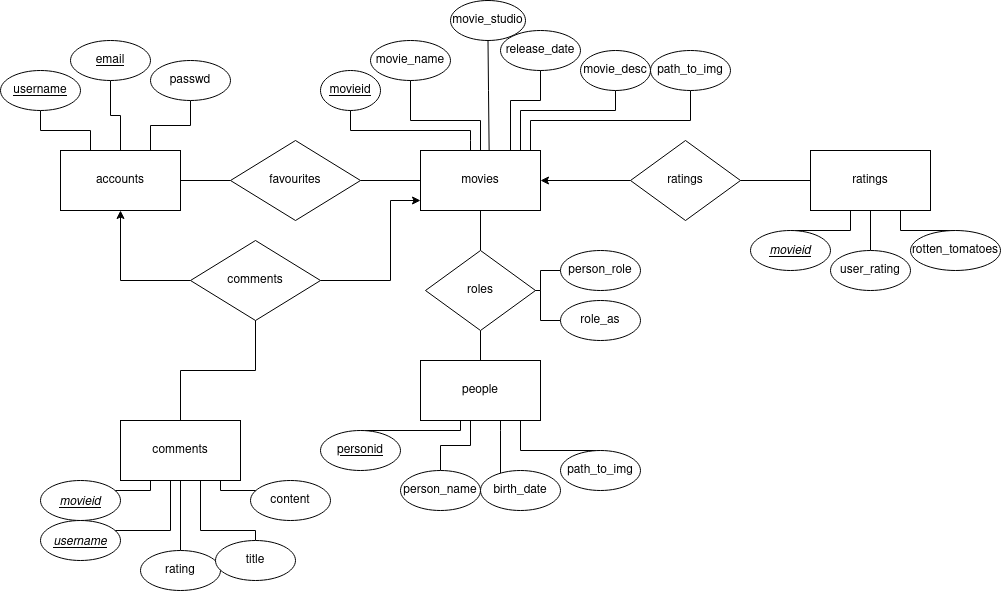 movie_studio
email
movie_name
release_date
username
passwd
movieid
movie_desc
path_to_img
accounts
favourites
movies
ratings
ratings
movieid
user_rating
rotten_tomatoes
comments
roles
person_role
role_as
people
comments
personid
person_name
birth_date
path_to_img
movieid
content
username
rating
title